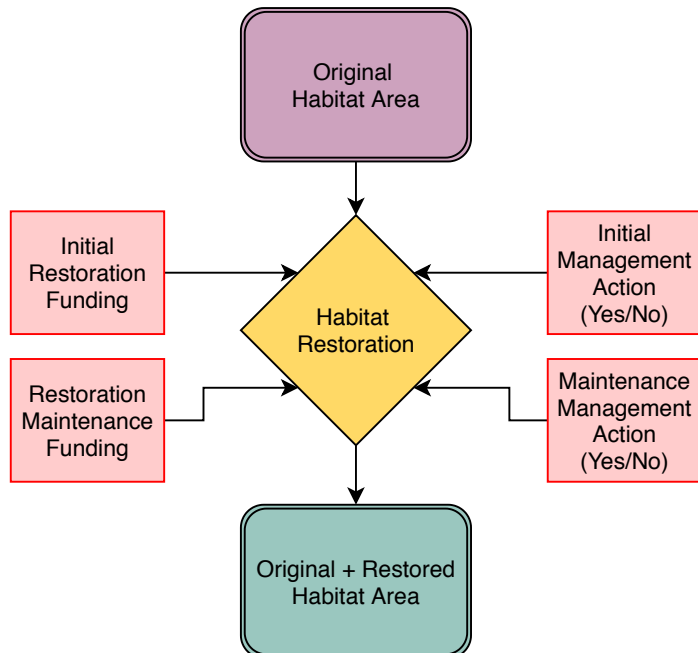 Original
Habitat Area
Initial
Restoration
Funding
Initial
Management
Action
(Yes/No)
Habitat
Restoration
Restoration
Maintenance
Funding
Maintenance
Management
Action
(Yes/No)
Original + Restored
Habitat Area